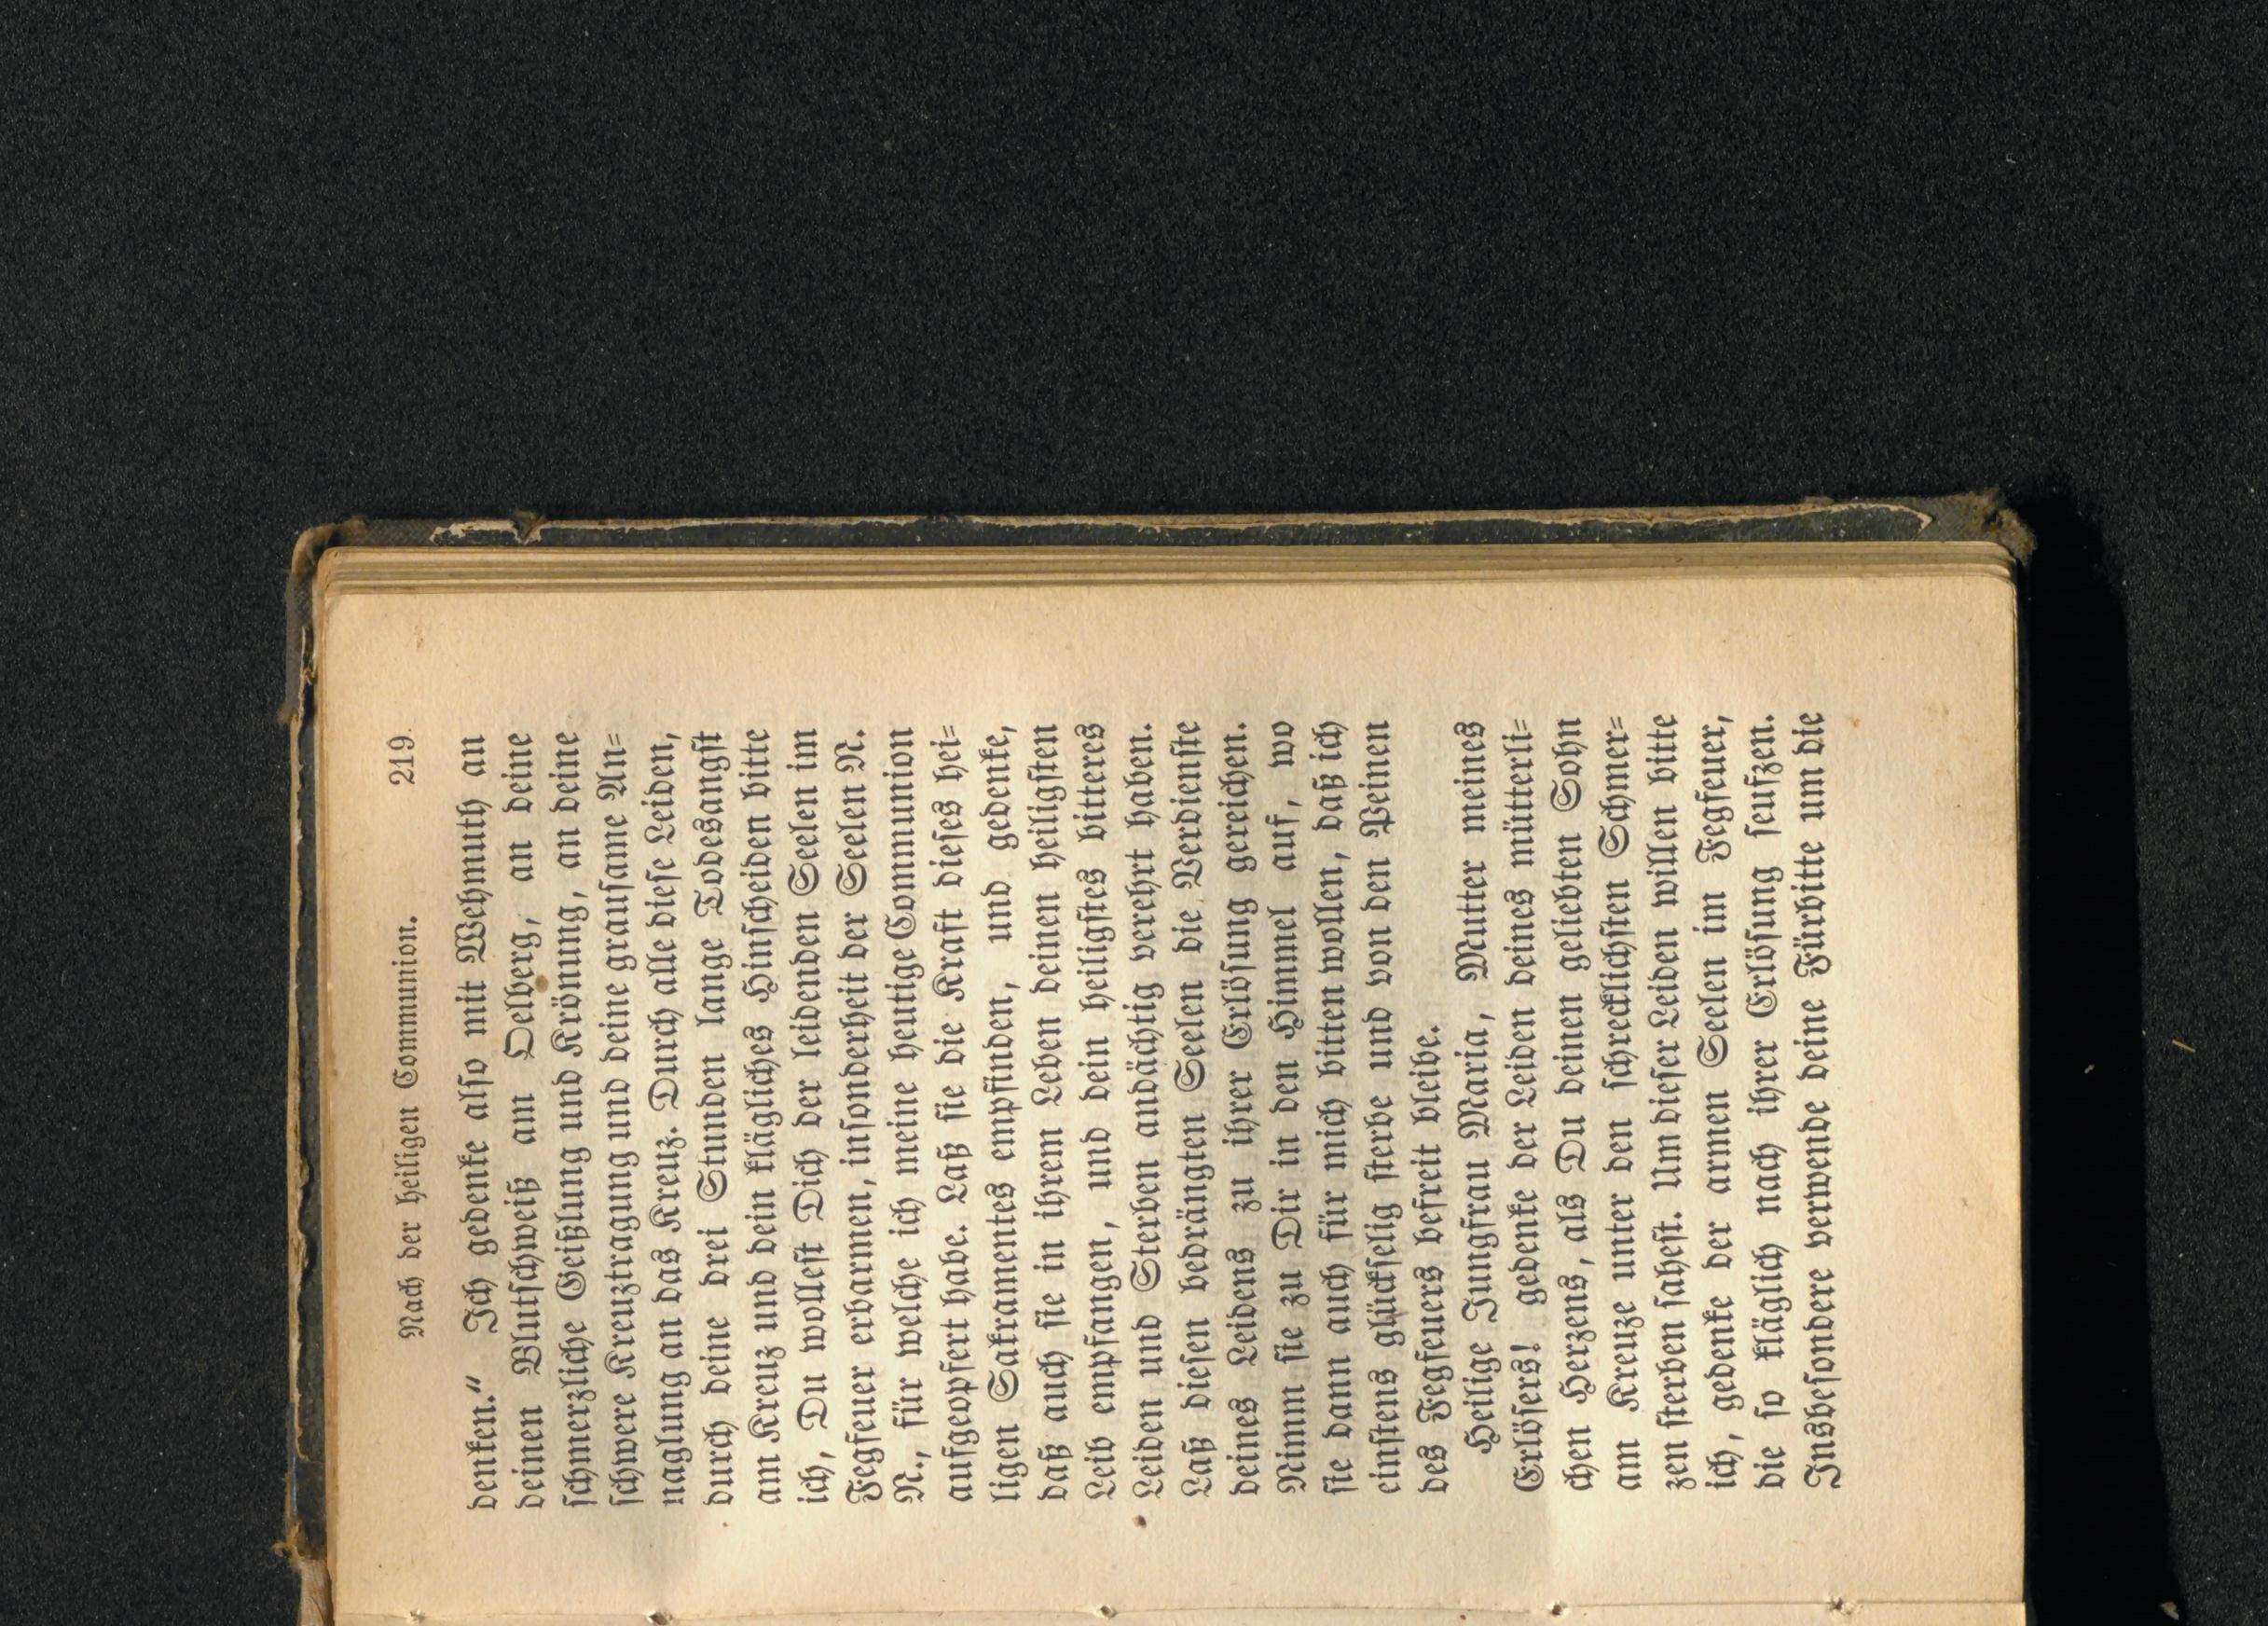 Nach der heiligen Communion. 219
denken.“ Ich gedenke also mit Wehmuth an
deinen Blutschweiß am Oelberg, an deine
schmerzliche Geißlung und Krönung, an deine
schwere Kreuztragung und deine grausame An=
naglung an das Kreuz. Durch alle diese Leiden,
durch deine drei Stunden lange Todesangst
am Kreuz und dein klägliches Hinscheiden bitte
ich, Du wollest Dich der leidenden Seelen im
Fegfeuer erbarmen, insonderheit der Seelen N.
N., für welche ich meine heutige Communion
aufgeopfert habe. Laß sie die Kraft dieses hei=
ligen Sakramentes empfinden, und gedenke,
daß auch sie in ihrem Leben deinen heiligsten
Leib empfangen, und dein heiligstes bitteres
Leiden und Sterben andächtig verehrt haben.
Laß diesen bedrängten Seelen die Verdienste
deines Leidens zu ihrer Erlösung gereichen.
Nimm sie zu Dir in den Himmel auf, wo
sie dann auch für mich bitten wollen, daß ich
einstens glückselig sterbe und von den Peinen
des Fegfeuers befreit bleibe.
Heilige Jungfrau Maria, Mutter meines
Erlösers! gedenke der Leiden deines mütterli=
chen Herzens, als Du deinen geliebten Sohn
am Kreuze unter den schrecklichsten Schmer=
zen sterben sahest. Um dieser Leiden willen bitte
ich, gedenke der armen Seelen im Fegfeuer,
die so kläglich nach ihrer Erlösung seufzen.
Insbesondere verwende deine Fürbitte um die